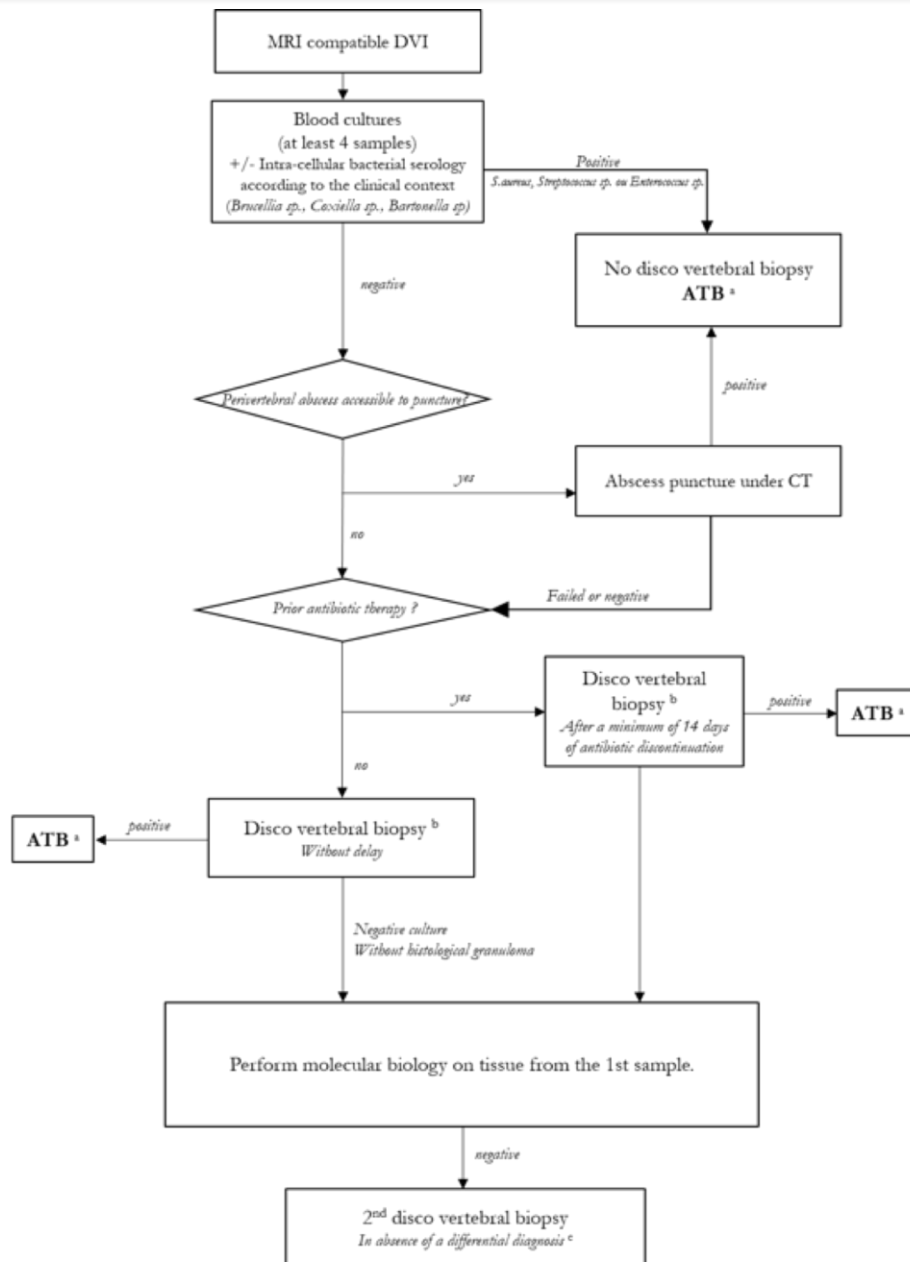 MRI compatible DVI
Blood cultures
(at least 4 samples)
+/- Intra-cellular bacterial serology
according to the clinical context
(Brucellia sp., Coxiella sp., Bartonella sp)
Positive
S.aureus, Streptococcus sp. ou Enterococcus sp.
No disco vertebral biopsy
ATB ᵃ
negative
Perivertebral abscess accessible to puncture?
positive
yes
Abscess puncture under CT
no
Prior antibiotic therapy ?
Failed or negative
Disco vertebral
biopsy ᵇ
After a minimum of 14 days
of antibiotic discontinuation
yes
positive
ATB ᵃ
no
Disco vertebral biopsy ᵇ
Without delay
positive
ATB ᵃ
Negative culture
Without histological granuloma
Perform molecular biology on tissue from the 1st sample.
negative
2ⁿᵈ disco vertebral biopsy
In absence of a differential diagnosis ᶜ